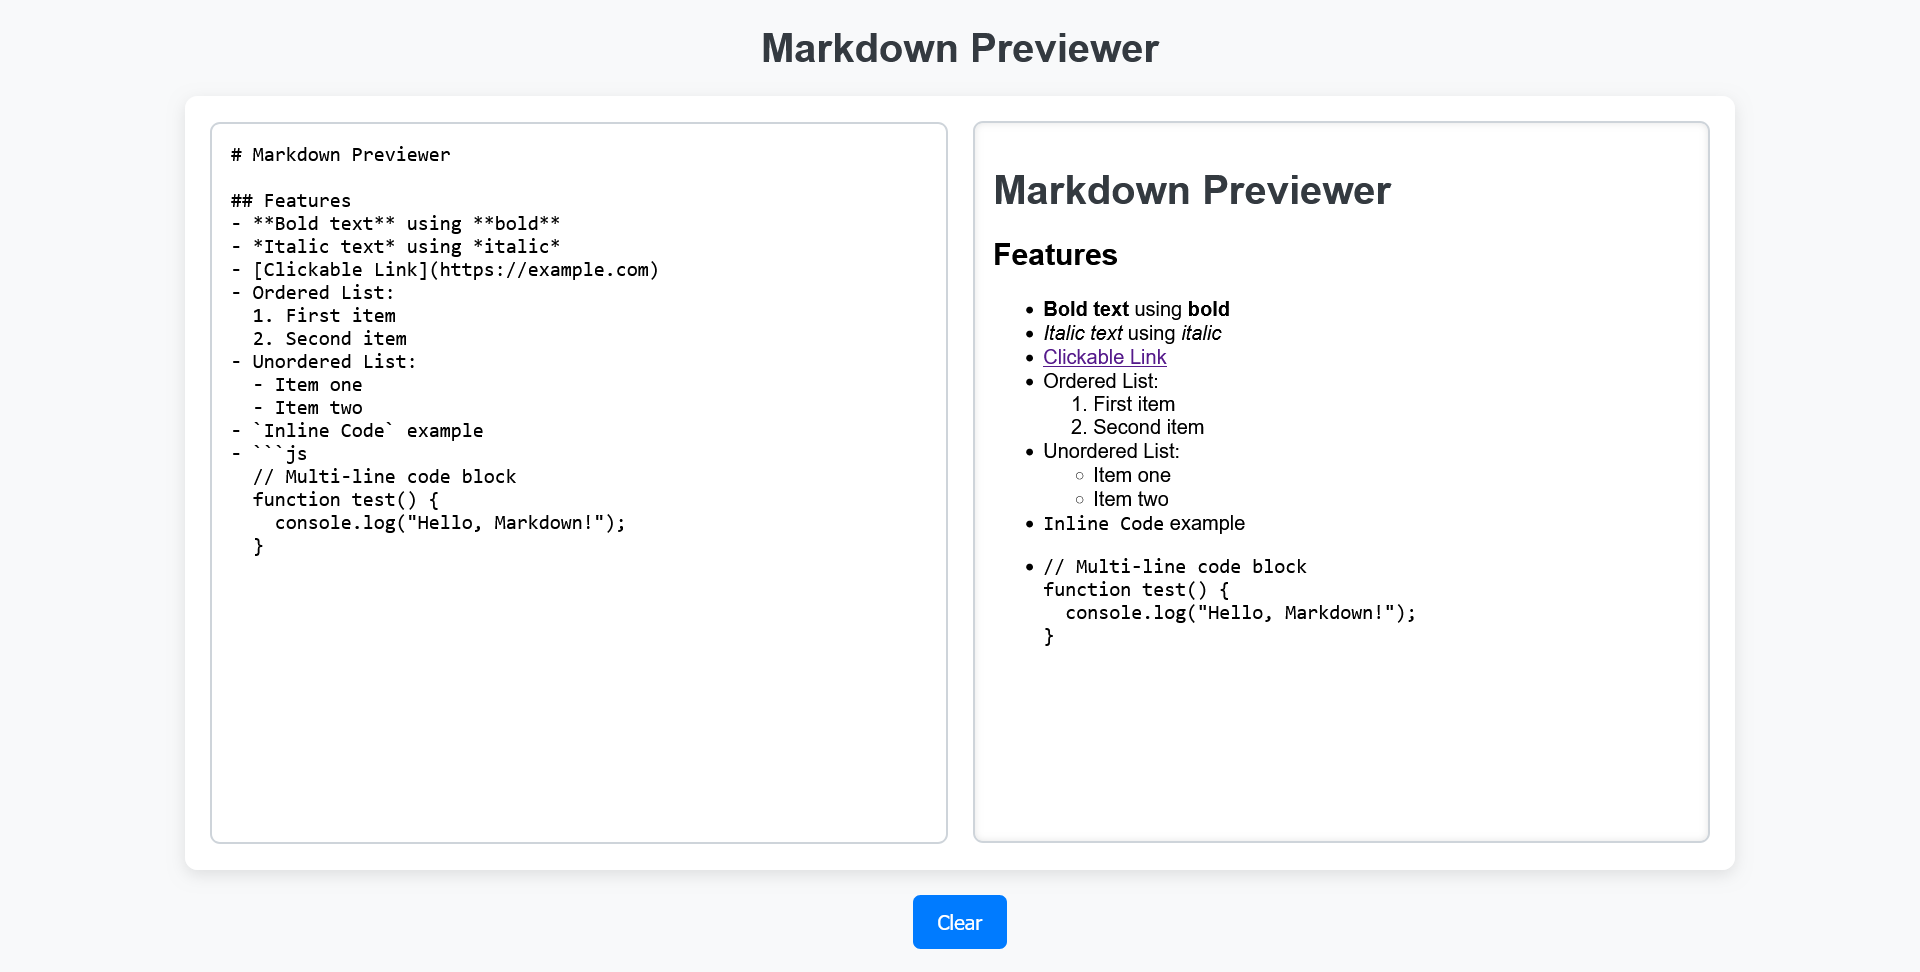 Markdown Previewer
# Markdown Previewer
## Features
- **Bold text** using **bold**
- *Italic text* using *italic*
- [Clickable Link](https://example.com)
- Ordered List:
  1. First item
  2. Second item
- Unordered List:
  - Item one
  - Item two
- `Inline Code` example
- ```js
  // Multi-line code block
  function test() {
    console.log("Hello, Markdown!");
  }
Markdown Previewer
Features
• Bold text using bold
• Italic text using italic
• Clickable Link
• Ordered List:
1. First item
2. Second item
• Unordered List:
◦ Item one
◦ Item two
• Inline Code example
• // Multi-line code block
function test() {
  console.log("Hello, Markdown!");
}
Clear